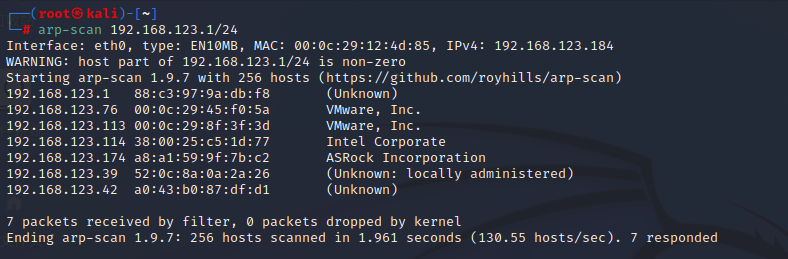 ┌──(root㉿kali)-[~]
└─# arp-scan 192.168.123.1/24
Interface: eth0, type: EN10MB, MAC: 00:0c:29:12:4d:85, IPv4: 192.168.123.184
WARNING: host part of 192.168.123.1/24 is non-zero
Starting arp-scan 1.9.7 with 256 hosts (https://github.com/royhills/arp-scan)
192.168.123.1 88:c3:97:9a:db:f8 (Unknown)
192.168.123.76 00:0c:29:45:f0:5a VMware, Inc.
192.168.123.113 00:0c:29:8f:3f:3d VMware, Inc.
192.168.123.114 38:00:25:c5:1d:77 Intel Corporate
192.168.123.174 a8:a1:59:9f:7b:c2 ASRock Incorporation
192.168.123.39 52:0c:8a:0a:2a:26 (Unknown: locally administered)
192.168.123.42 a0:43:b0:87:df:d1 (Unknown)
7 packets received by filter, 0 packets dropped by kernel
Ending arp-scan 1.9.7: 256 hosts scanned in 1.961 seconds (130.55 hosts/sec). 7 responded